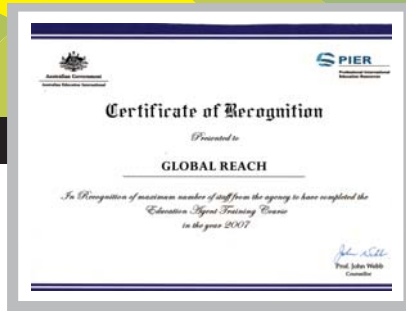 Australian Government
Australian Education International
PIER
Professional International
Education Resources
Certificate of Recognition
Presented to
GLOBAL REACH
In Recognition of maximum number of staff from the agency to have completed the
Education Agent Training Course
in the year 2007
John Webb
Prof. John Webb
Counsellor